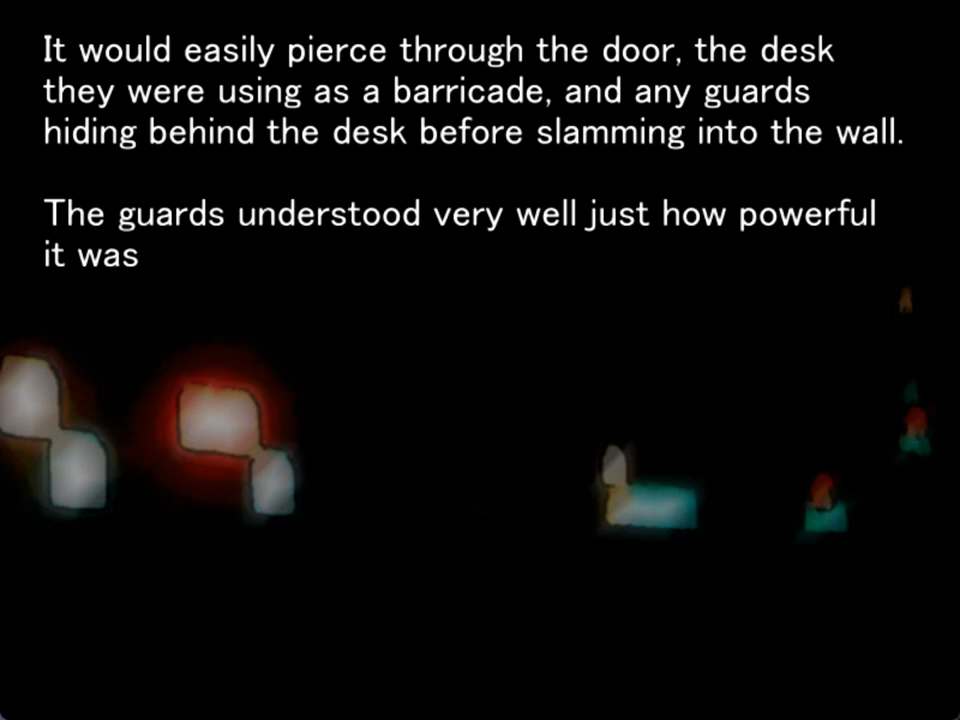 It would easily pierce through the door, the desk
they were using as a barricade, and any guards
hiding behind the desk before slamming into the wall.
The guards understood very well just how powerful
it was